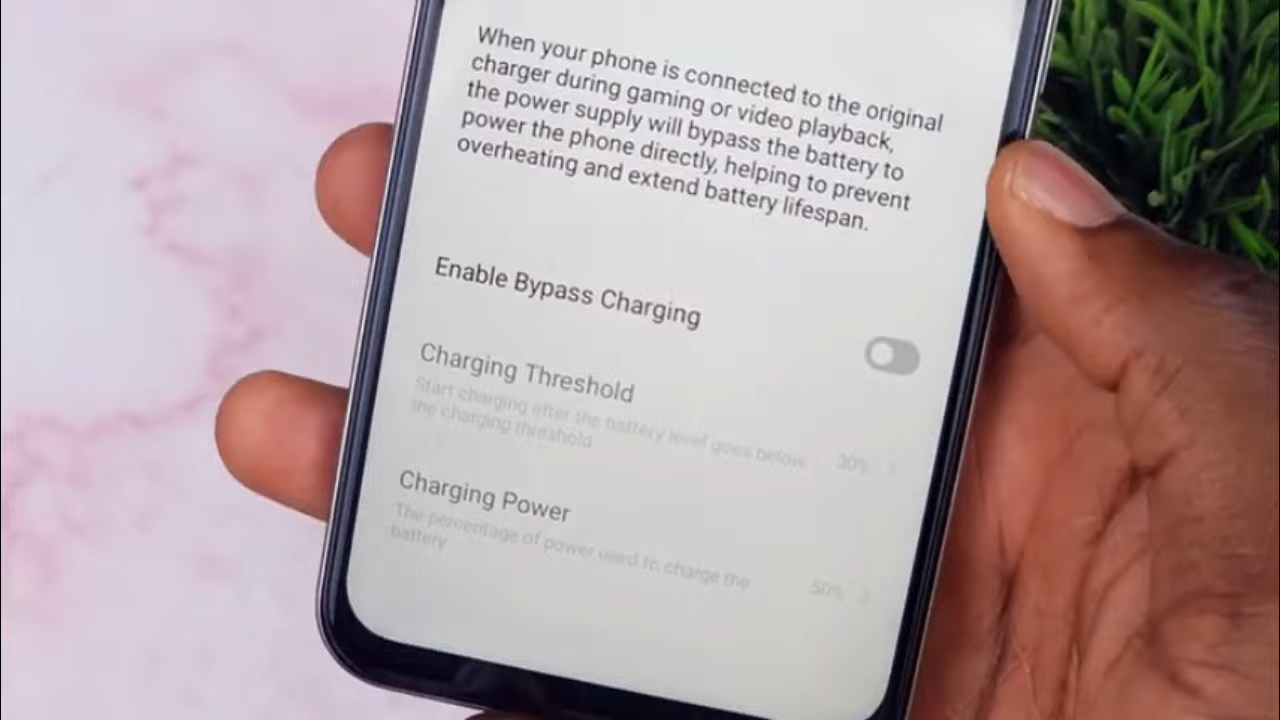 When your phone is connected to the original
charger during gaming or video playback,
the power supply will bypass the battery to
power the phone directly, helping to prevent
overheating and extend battery lifespan.
Enable Bypass Charging
Charging Threshold
Start charging after the battery level goes below
the charging threshold
30%
Charging Power
The percentage of power used to charge the
battery
50%